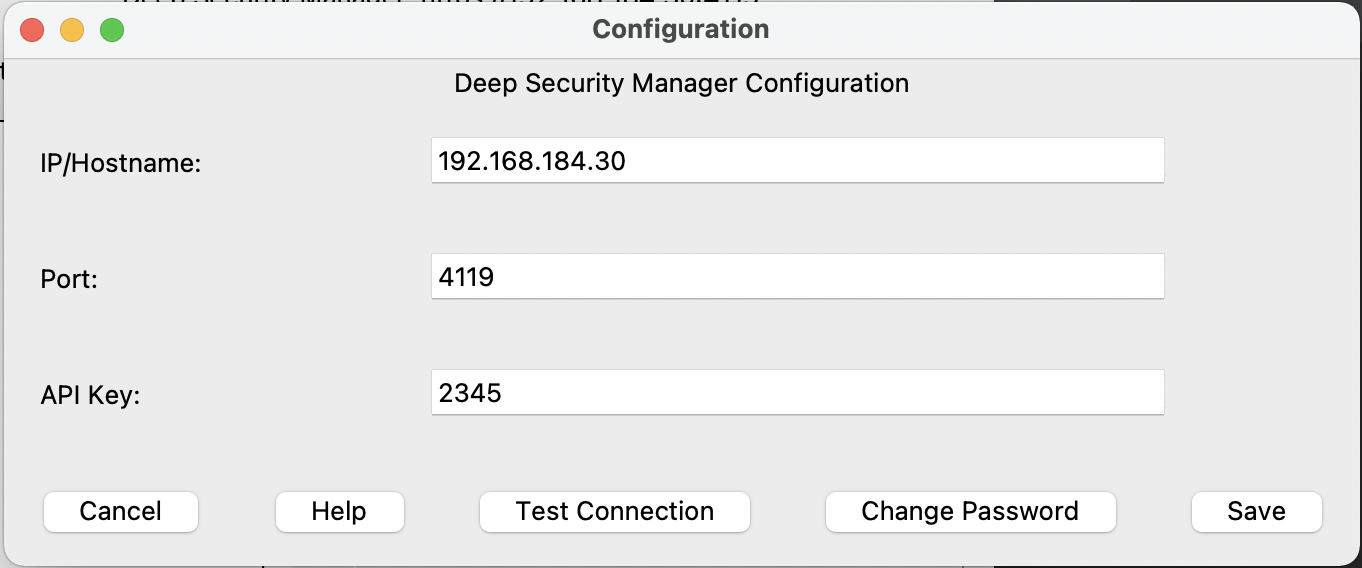 Configuration
Deep Security Manager Configuration
IP/Hostname: 192.168.184.30
Port: 4119
API Key: 2345
Cancel Help Test Connection Change Password Save